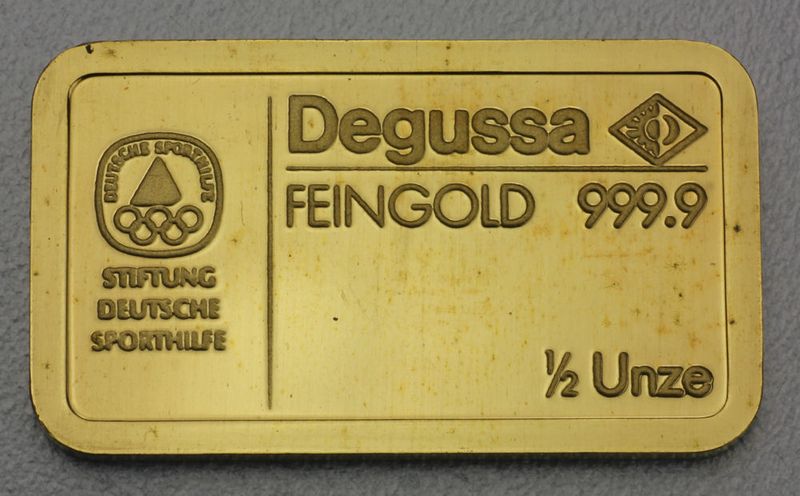 DEUTSCHE SPORTHILFE
STIFTUNG
DEUTSCHE
SPORTHILFE
Degussa
FEINGOLD 999.9
½ Unze